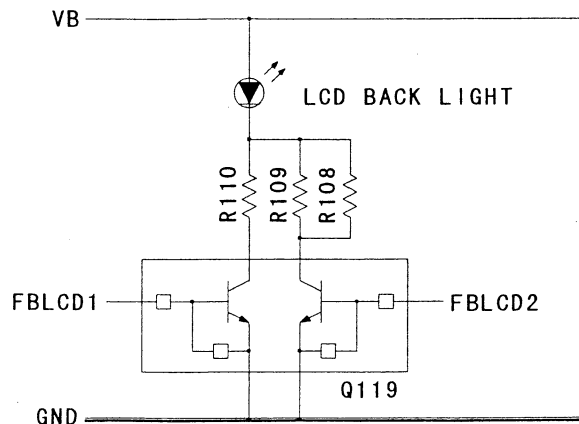 VB
LCD BACK LIGHT
R110
R109
R108
FBLCD1
FBLCD2
Q119
GND